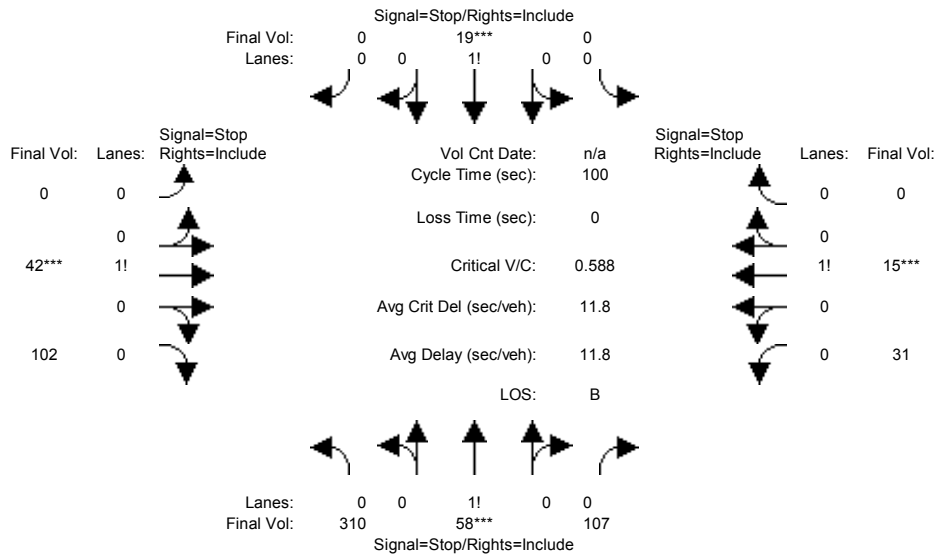 Signal=Stop/Rights=Include
Final Vol: 0 19*** 0
Lanes: 0 0 1! 0 0
Signal=Stop
Final Vol: Lanes: Rights=Include
0 0
0
42*** 1!
0
102 0
Vol Cnt Date: n/a
Cycle Time (sec): 100
Loss Time (sec): 0
Critical V/C: 0.588
Avg Crit Del (sec/veh): 11.8
Avg Delay (sec/veh): 11.8
LOS: B
Signal=Stop
Rights=Include Lanes: Final Vol:
0 0
0
1! 15***
0
0 31
Lanes: 0 0 1! 0 0
Final Vol: 310 58*** 107
Signal=Stop/Rights=Include